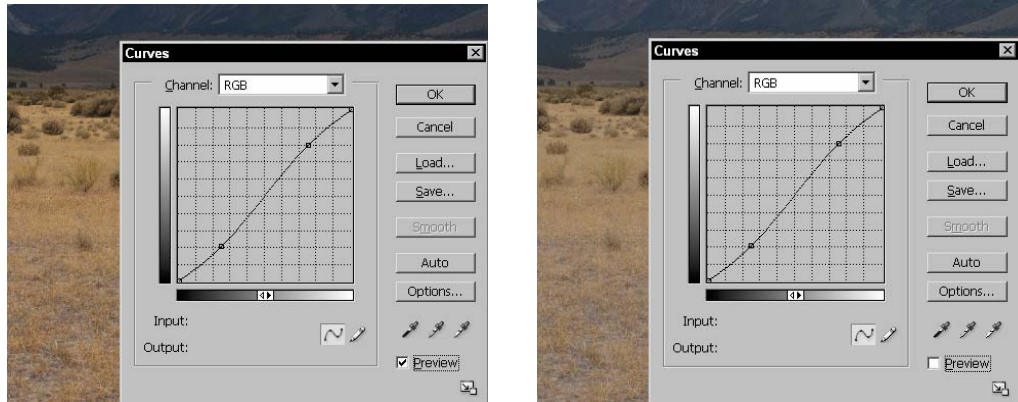 Curves
Channel: RGB
OK
Cancel
Load...
Save...
Smooth
Auto
Options...
Input:
Output:
Preview
Curves
Channel: RGB
OK
Cancel
Load...
Save...
Smooth
Auto
Options...
Input:
Output:
Preview